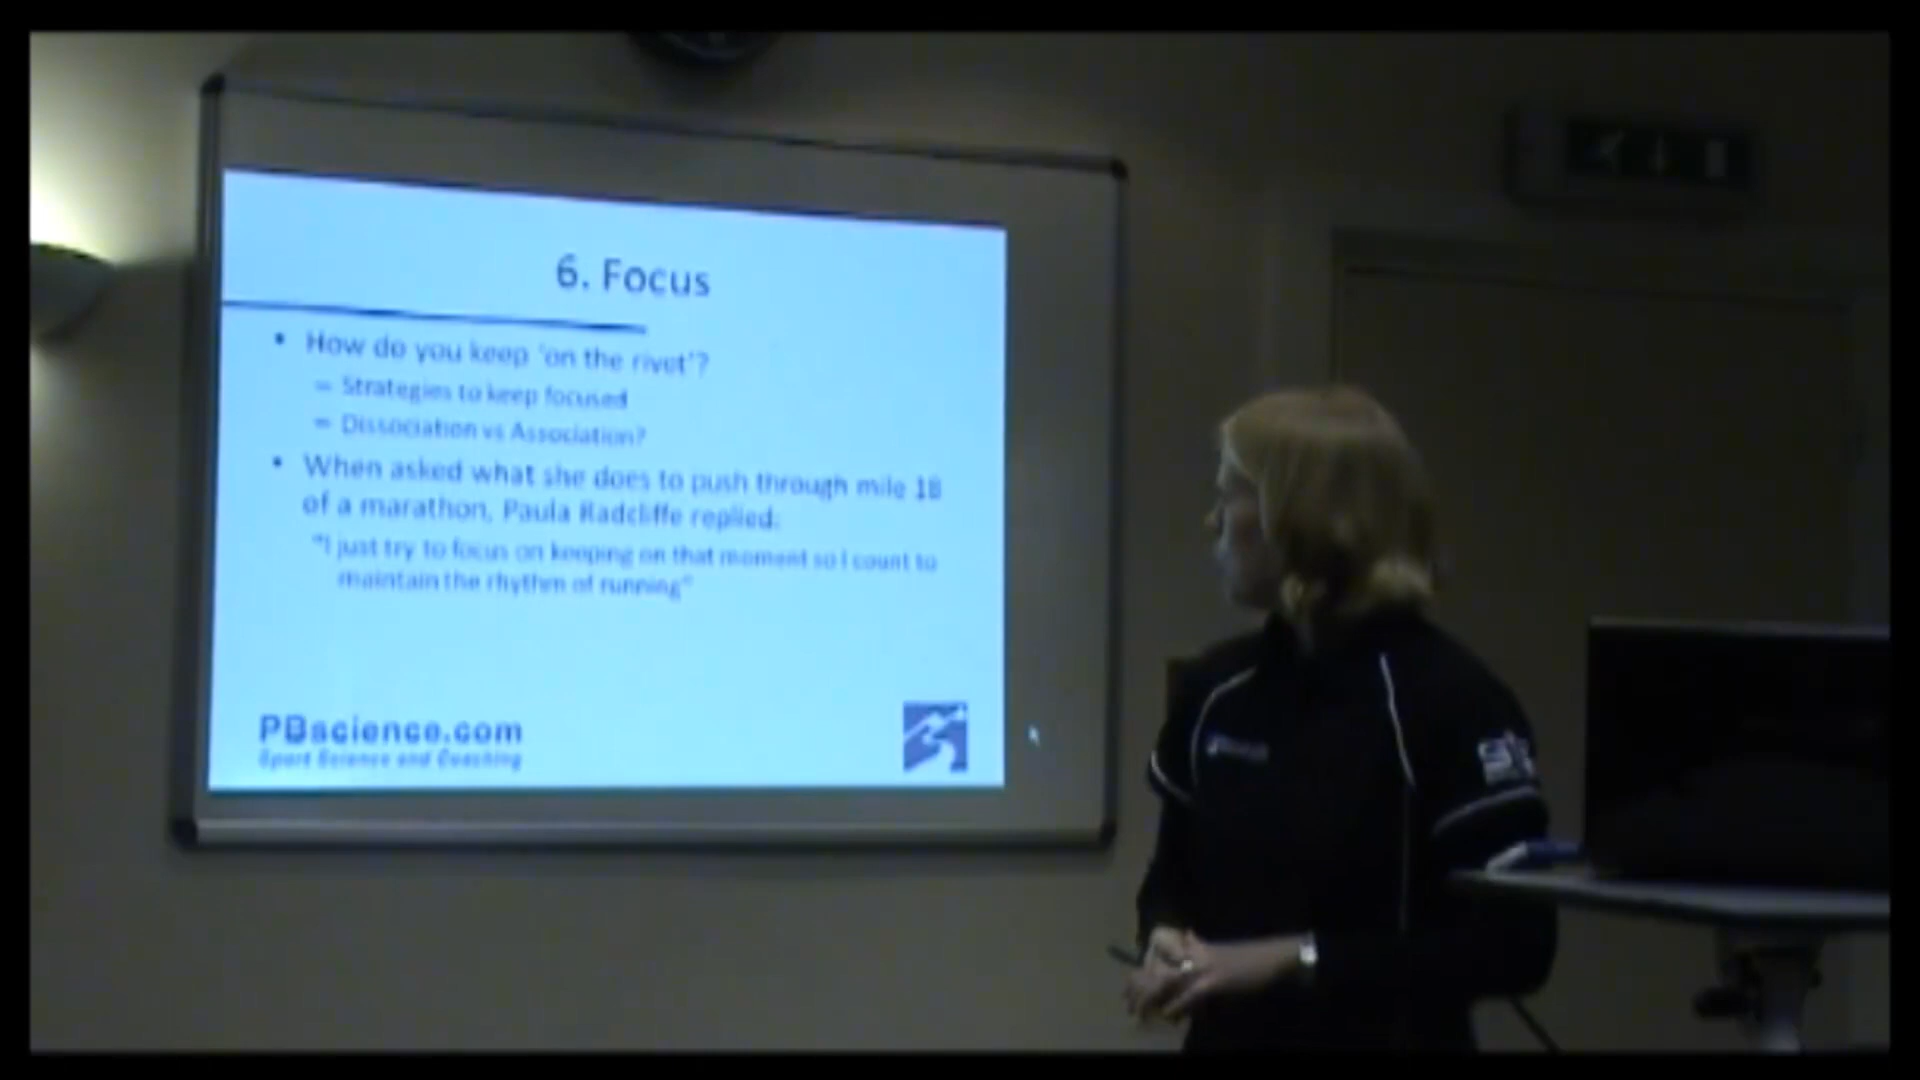 6. Focus
• How do you keep 'on the rivet'?
– Strategies to keep focused
– Dissociation vs Association?
• When asked what she does to push through mile 18
of a marathon, Paula Radcliffe replied:
"I just try to focus on keeping on that moment so I count to
maintain the rhythm of running"
PBscience.com
Sport Science and Coaching